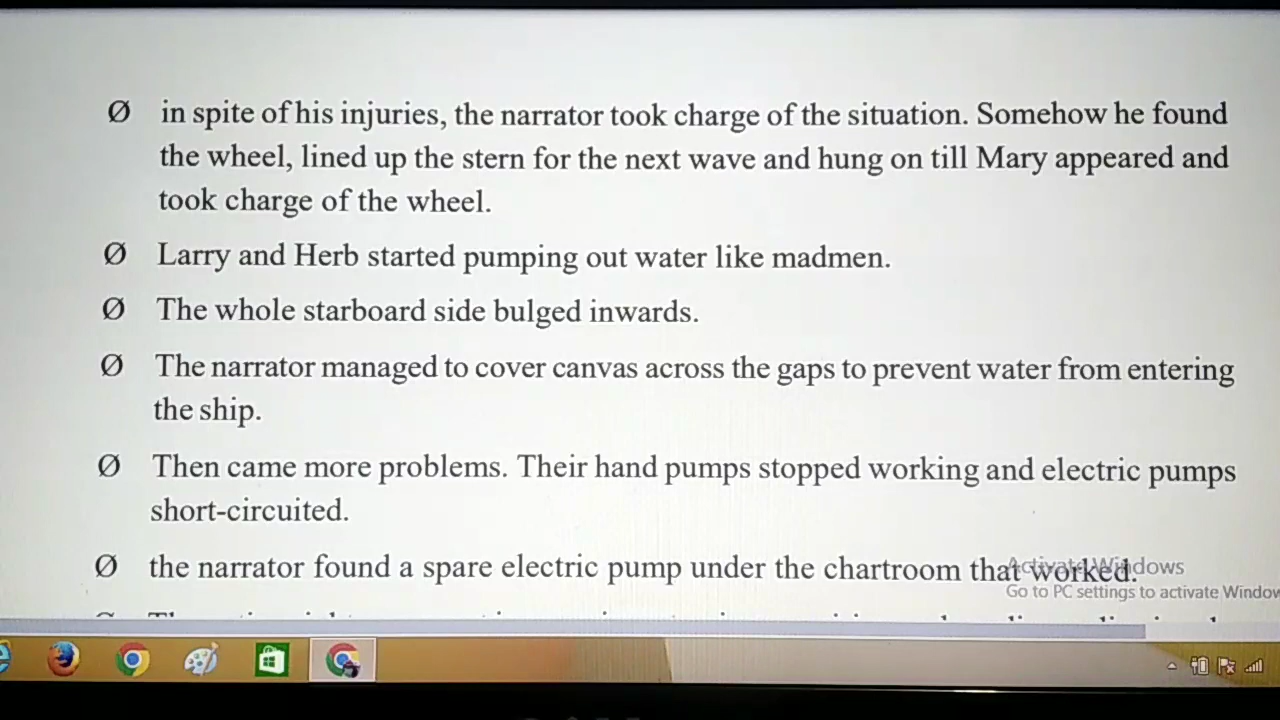 Ø in spite of his injuries, the narrator took charge of the situation. Somehow he found
the wheel, lined up the stern for the next wave and hung on till Mary appeared and
took charge of the wheel.
Ø Larry and Herb started pumping out water like madmen.
Ø The whole starboard side bulged inwards.
Ø The narrator managed to cover canvas across the gaps to prevent water from entering
the ship.
Ø Then came more problems. Their hand pumps stopped working and electric pumps
short-circuited.
Ø the narrator found a spare electric pump under the chartroom that worked.
Activate Windows
Go to PC settings to activate Window